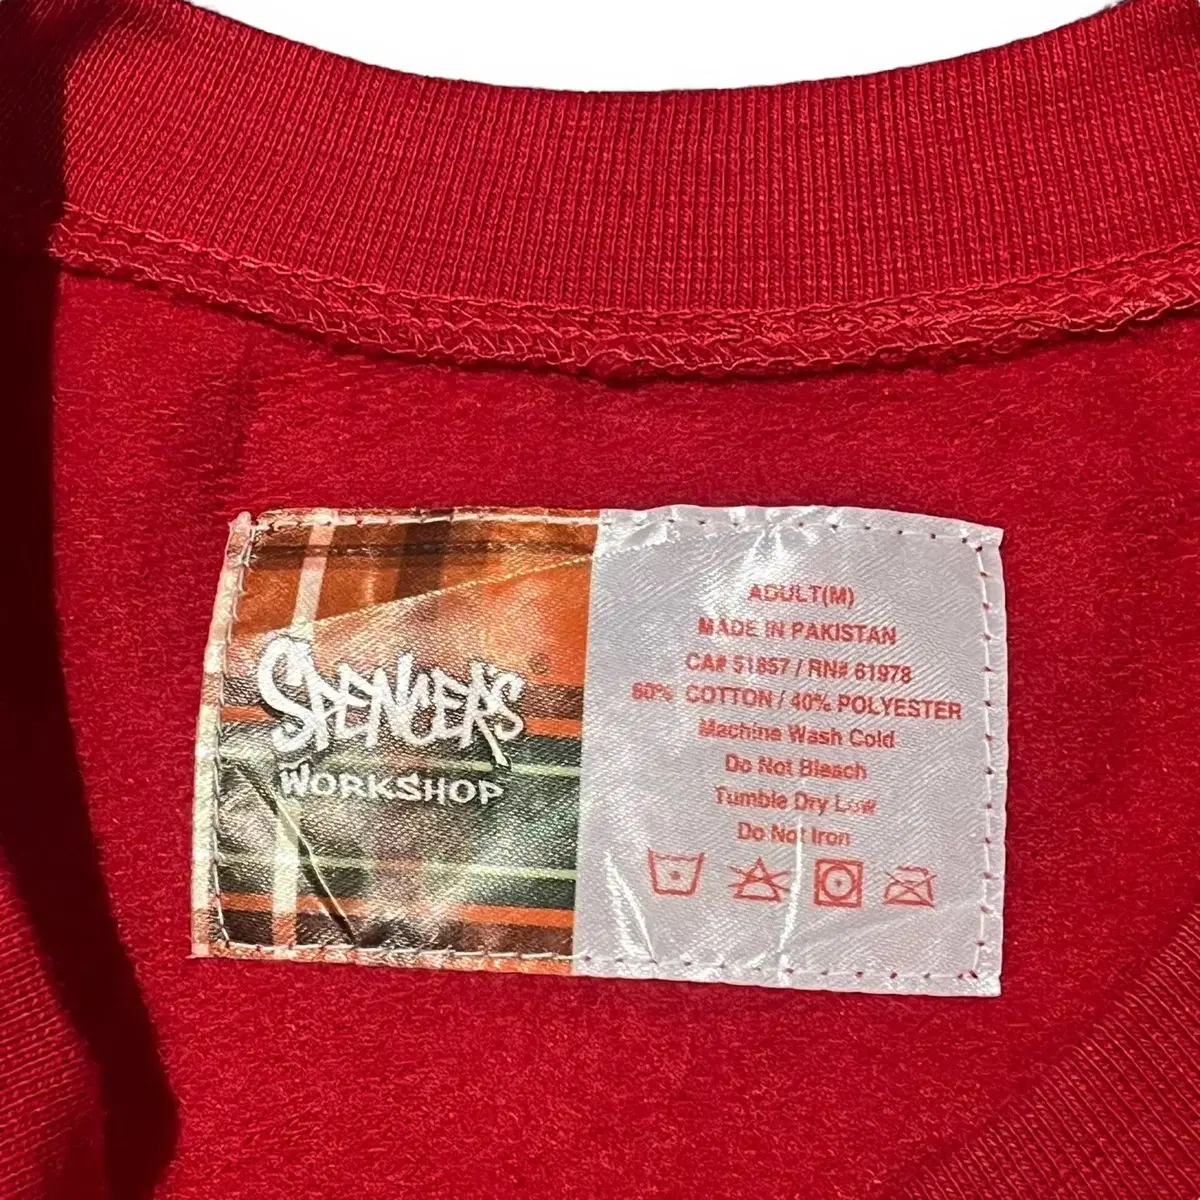 SPENCER'S
WORKSHOP
ADULT(M)
MADE IN PAKISTAN
CA# 51857 / RN# 61978
60% COTTON / 40% POLYESTER
Machine Wash Cold
Do Not Bleach
Tumble Dry Low
Do Not Iron